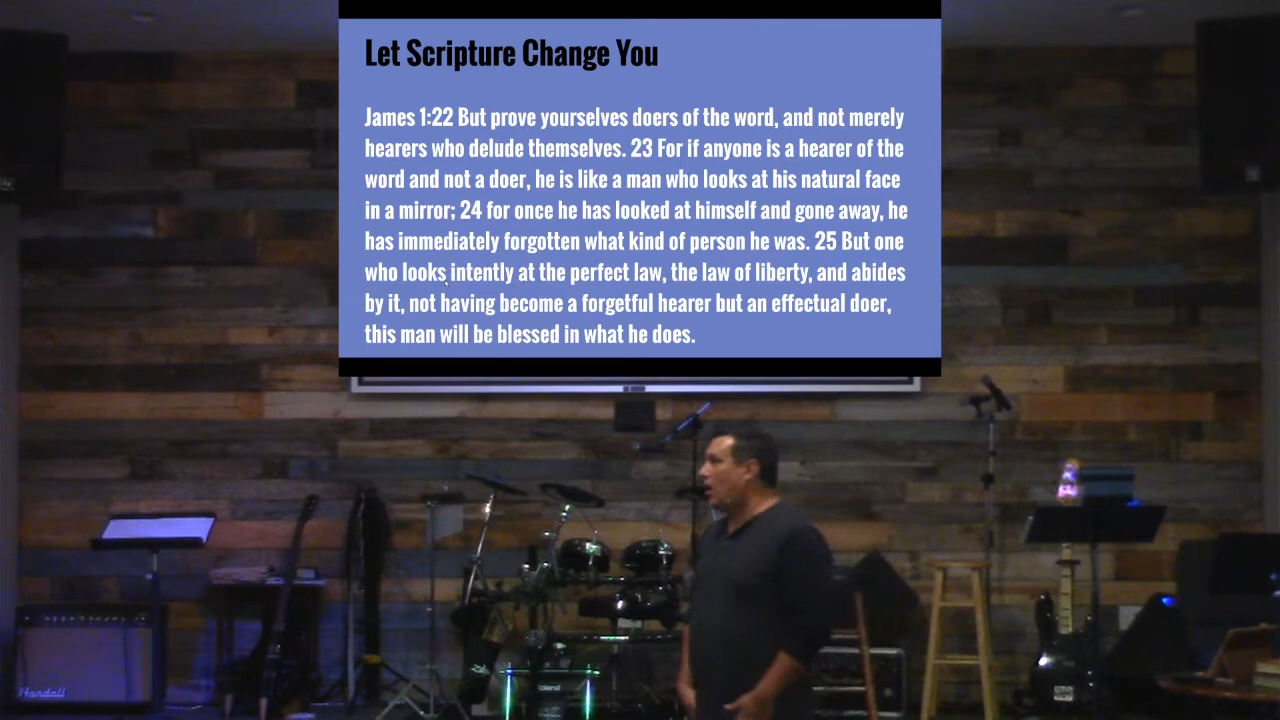 Let Scripture Change You
James 1:22 But prove yourselves doers of the word, and not merely
hearers who delude themselves. 23 For if anyone is a hearer of the
word and not a doer, he is like a man who looks at his natural face
in a mirror; 24 for once he has looked at himself and gone away, he
has immediately forgotten what kind of person he was. 25 But one
who looks intently at the perfect law, the law of liberty, and abides
by it, not having become a forgetful hearer but an effectual doer,
this man will be blessed in what he does.
Roland
Randall